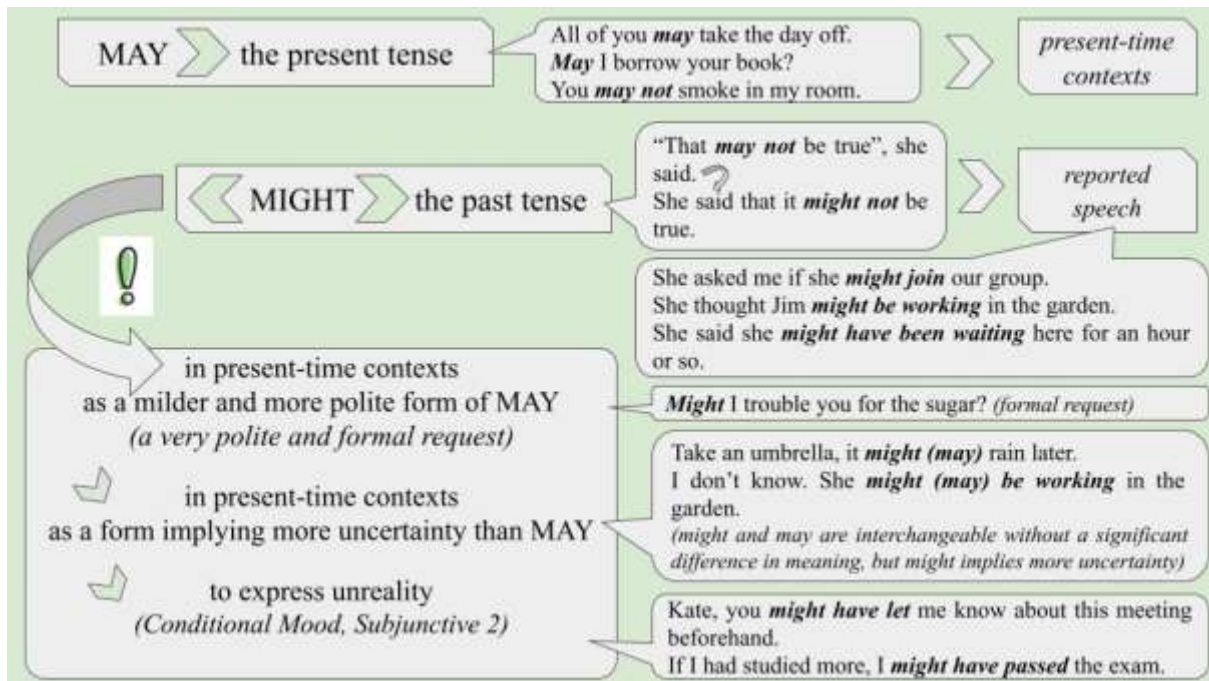 MAY the present tense
All of you may take the day off.
May I borrow your book?
You may not smoke in my room.
present-time
contexts
MIGHT the past tense
“That may not be true”, she
said.
She said that it might not be
true.
reported
speech
She asked me if she might join our group.
She thought Jim might be working in the garden.
She said she might have been waiting here for an hour
or so.
in present-time contexts
as a milder and more polite form of MAY
(a very polite and formal request)
Might I trouble you for the sugar? (formal request)
in present-time contexts
as a form implying more uncertainty than MAY
Take an umbrella, it might (may) rain later.
I don’t know. She might (may) be working in the
garden.
(might and may are interchangeable without a significant
difference in meaning, but might implies more uncertainty)
to express unreality
(Conditional Mood, Subjunctive 2)
Kate, you might have let me know about this meeting
beforehand.
If I had studied more, I might have passed the exam.